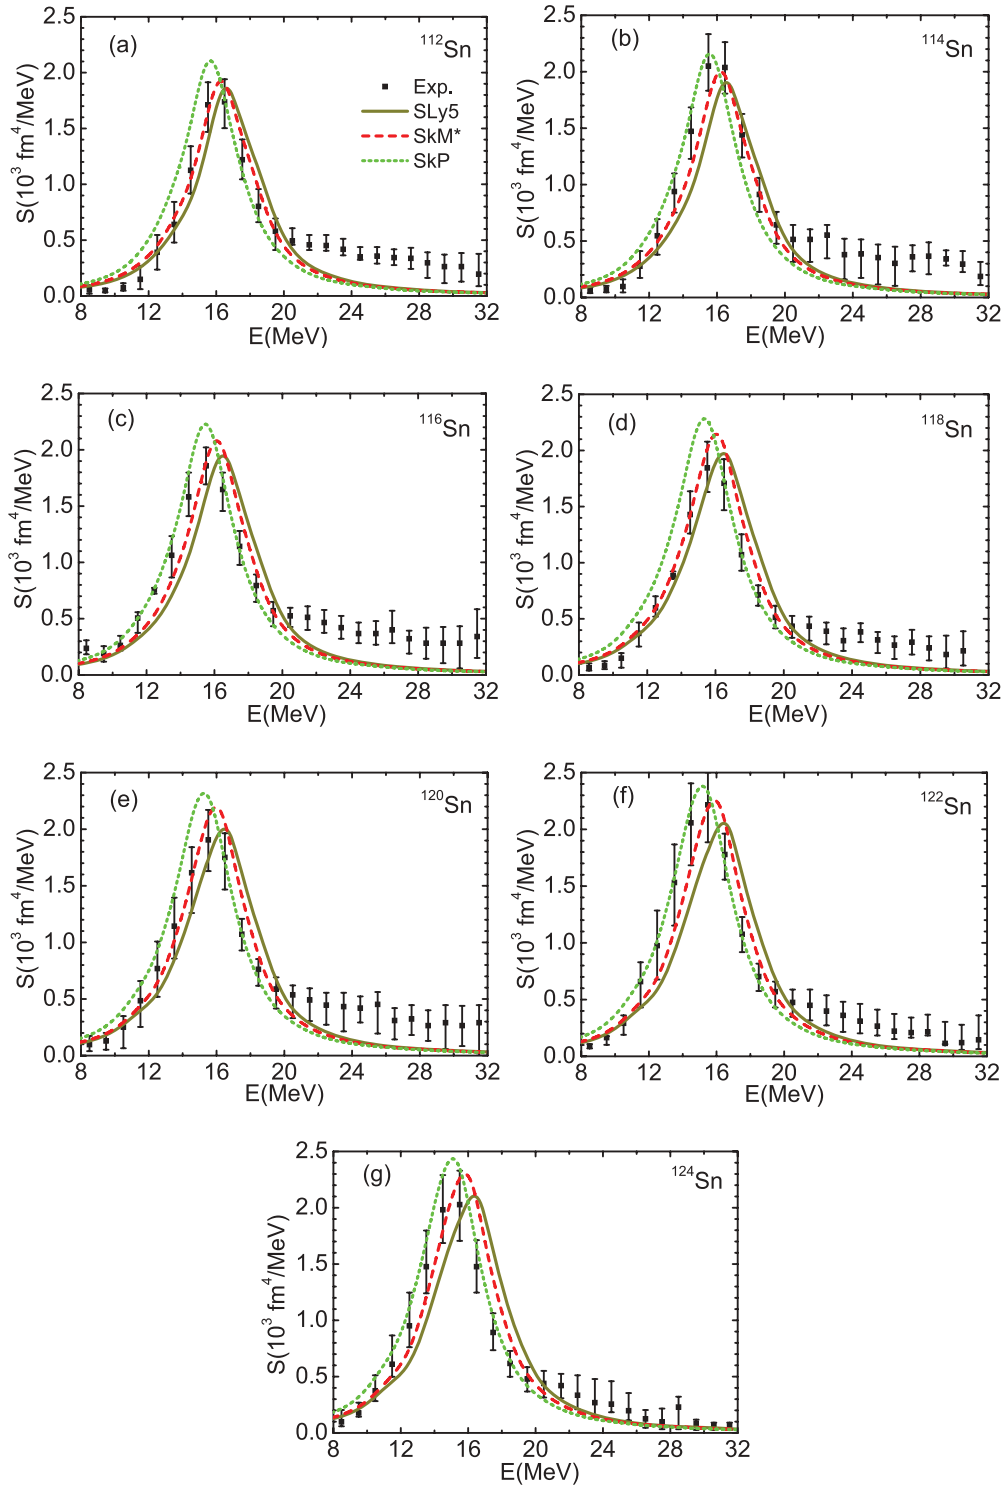 (a) ¹¹²Sn
Exp.
SLy5
SkM*
SkP
S(10³ fm⁴/MeV)
2.5
2.0
1.5
1.0
0.5
0.0
8 12 16 20 24 28 32
E(MeV)
(b) ¹¹⁴Sn
S(10³ fm⁴/MeV)
2.5
2.0
1.5
1.0
0.5
0.0
8 12 16 20 24 28 32
E(MeV)
(c) ¹¹⁶Sn
S(10³ fm⁴/MeV)
2.5
2.0
1.5
1.0
0.5
0.0
8 12 16 20 24 28 32
E(MeV)
(d) ¹¹⁸Sn
S(10³ fm⁴/MeV)
2.5
2.0
1.5
1.0
0.5
0.0
8 12 16 20 24 28 32
E(MeV)
(e) ¹²⁰Sn
S(10³ fm⁴/MeV)
2.5
2.0
1.5
1.0
0.5
0.0
8 12 16 20 24 28 32
E(MeV)
(f) ¹²²Sn
S(10³ fm⁴/MeV)
2.5
2.0
1.5
1.0
0.5
0.0
8 12 16 20 24 28 32
E(MeV)
(g) ¹²⁴Sn
S(10³ fm⁴/MeV)
2.5
2.0
1.5
1.0
0.5
0.0
8 12 16 20 24 28 32
E(MeV)